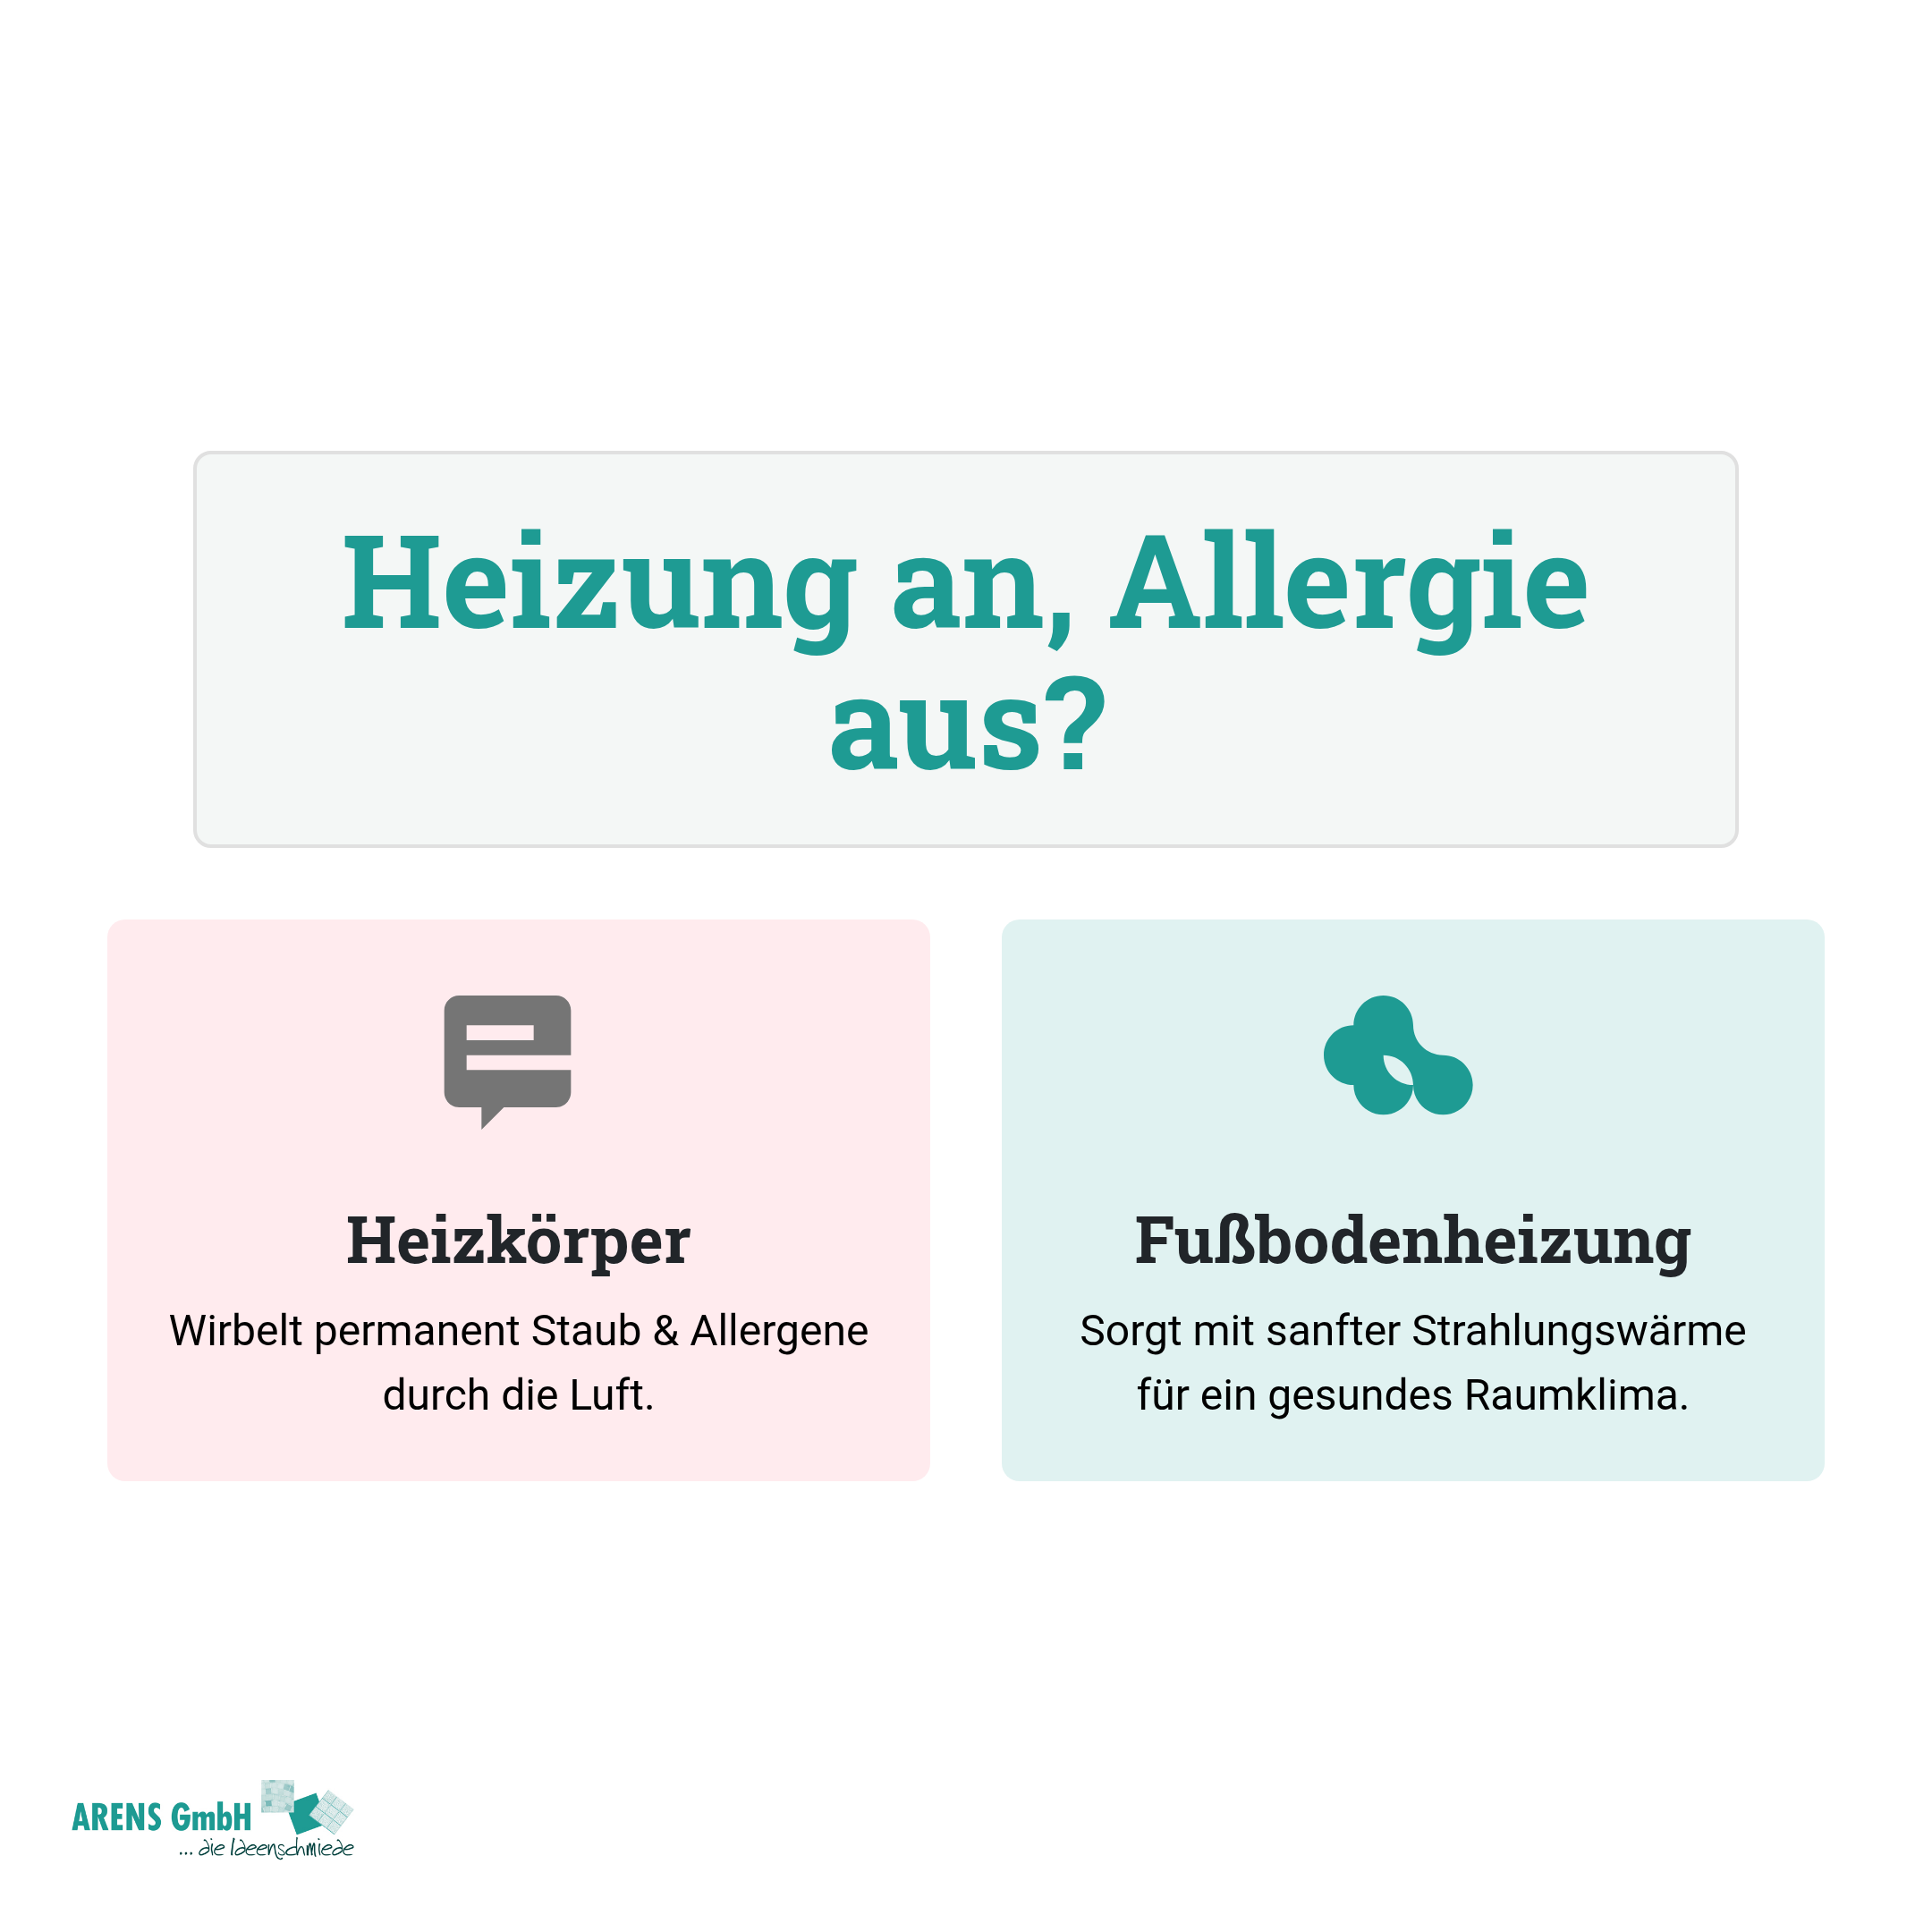 Heizung an, Allergie
aus?
Heizkörper
Wirbelt permanent Staub & Allergene
durch die Luft.
Fußbodenheizung
Sorgt mit sanfter Strahlungswärme
für ein gesundes Raumklima.
ARENS GmbH
... die Ideenschmiede